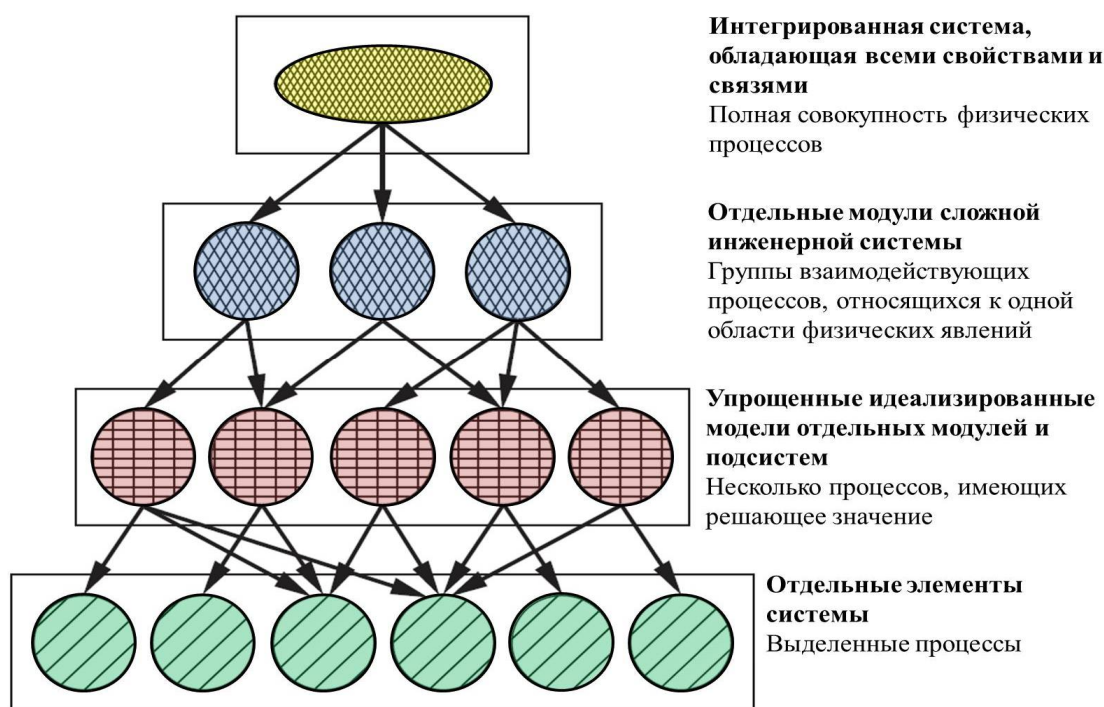 Интегрированная система,
обладающая всеми свойствами и
связями
Полная совокупность физических
процессов
Отдельные модули сложной
инженерной системы
Группы взаимодействующих
процессов, относящихся к одной
области физических явлений
Упрощенные идеализированные
модели отдельных модулей и
подсистем
Несколько процессов, имеющих
решающее значение
Отдельные элементы
системы
Выделенные процессы